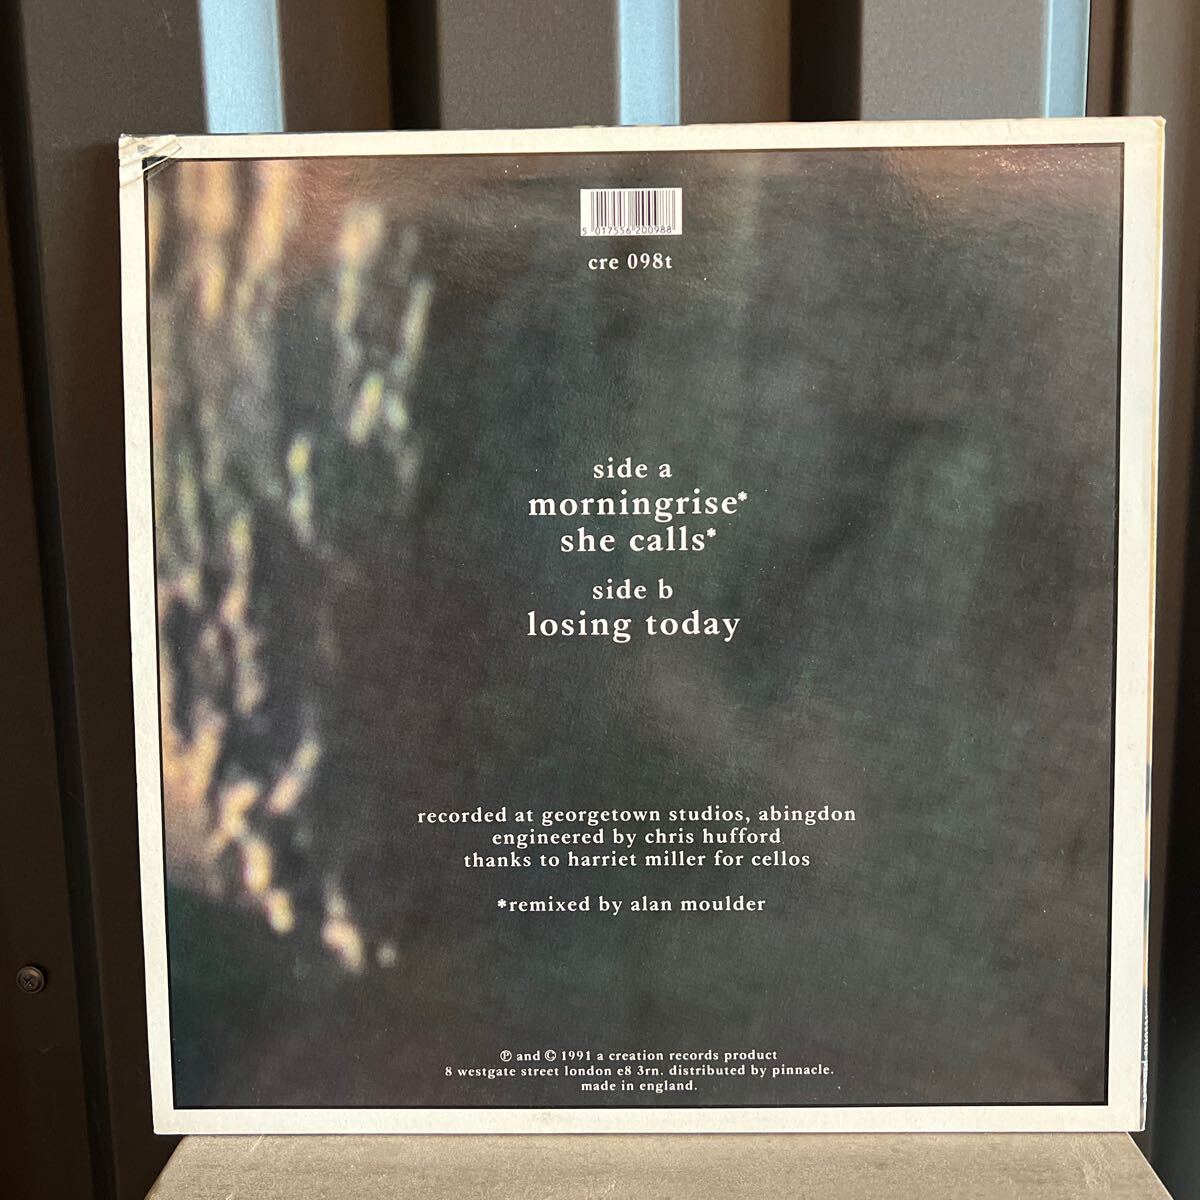 5 017556 200988
cre 098t
side a
morningrise*
she calls*
side b
losing today
recorded at georgetown studios, abingdon
engineered by chris hufford
thanks to harriet miller for cellos
*remixed by alan moulder
℗ and © 1991 a creation records product
8 westgate street london e8 3rn. distributed by pinnacle.
made in england.